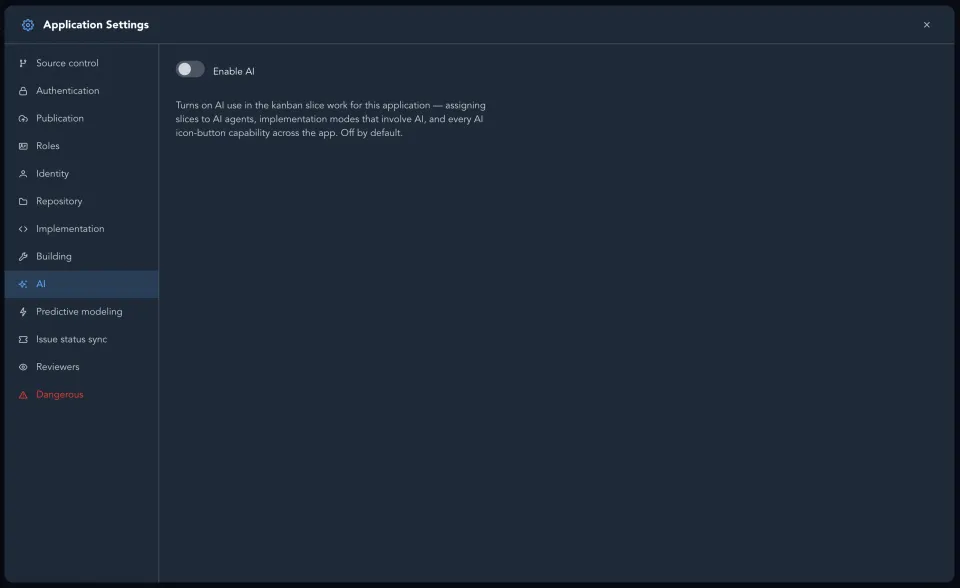 Application Settings
Source control
Authentication
Publication
Roles
Identity
Repository
Implementation
Building
AI
Predictive modeling
Issue status sync
Reviewers
Dangerous
Enable AI
Turns on AI use in the kanban slice work for this application — assigning
slices to AI agents, implementation modes that involve AI, and every AI
icon-button capability across the app. Off by default.